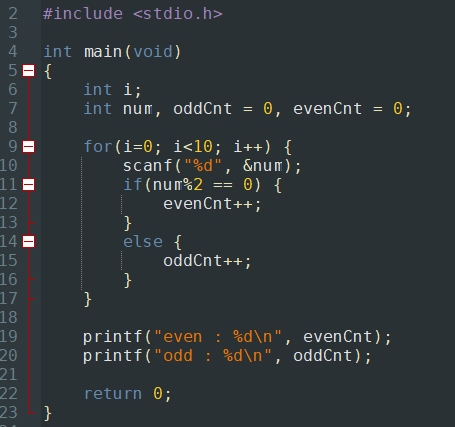 2 #include <stdio.h>
3
4 int main(void)
5 {
6     int i;
7     int num, oddCnt = 0, evenCnt = 0;
8
9     for(i=0; i<10; i++) {
10         scanf("%d", &num);
11         if(num%2 == 0) {
12             evenCnt++;
13         }
14         else {
15             oddCnt++;
16         }
17     }
18
19     printf("even : %d\n", evenCnt);
20     printf("odd : %d\n", oddCnt);
21
22     return 0;
23 }